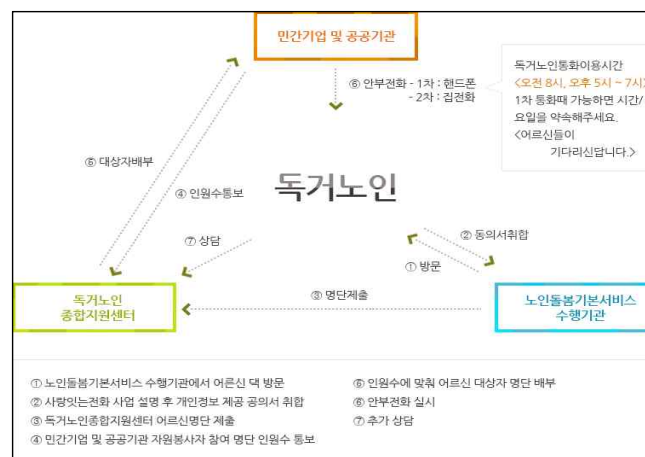 민간기업 및 공공기관
⑥ 안부전화 - 1차 : 핸드폰
- 2차 : 집전화
독거노인통화이용시간
<오전 8시, 오후 5시 ~ 7시>
1차 통화때 가능하면 시간/
요일을 약속해주세요.
<어르신들이
기다리신답니다.>
⑤ 대상자배부
④ 인원수통보
독거노인
⑦ 상담
② 동의서취합
① 방문
독거노인
종합지원센터
③ 명단제출
노인돌봄기본서비스
수행기관
① 노인돌봄기본서비스 수행기관에서 어른신 댁 방문
② 사랑잇는전화 사업 설명 후 개인정보 제공 공의서 취합
③ 독거노인종합지원센터 어르신명단 제출
④ 민간기업 및 공공기관 자원봉사자 참여 명단 인원수 통보
⑤ 인원수에 맞춰 어르신 대상자 명단 배부
⑥ 안부전화 실시
⑦ 추가 상담